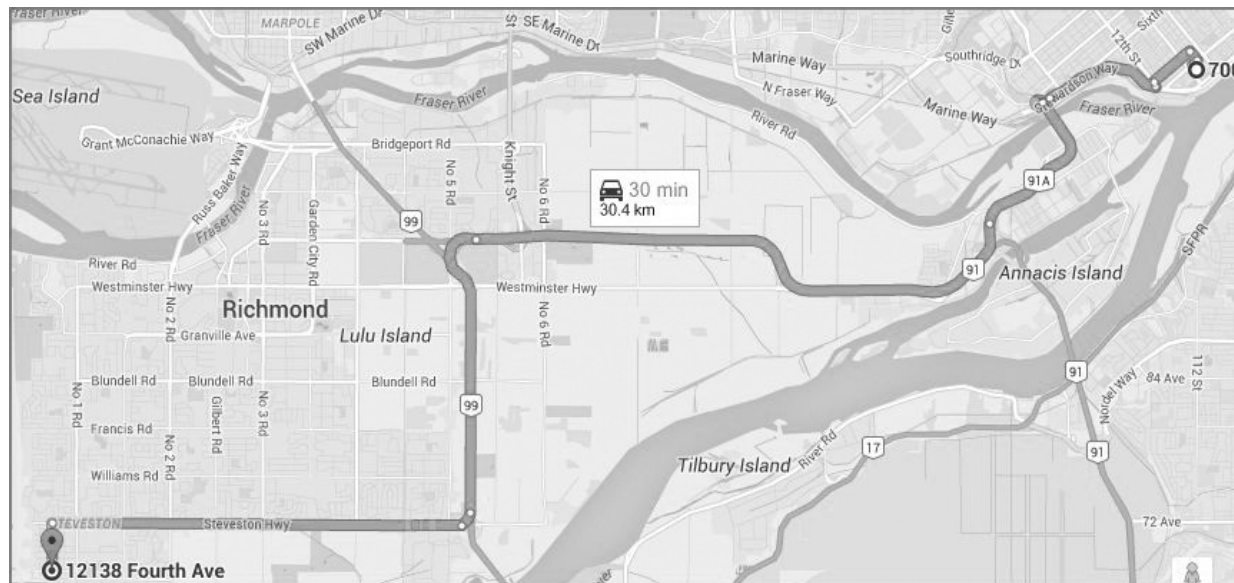 Fraser River
MARPOLE
SW Marine Dr
St
SE Marine Dr
12th St
Sixth
Southridge Dr
Marine Way
700
Sea Island
N Fraser Way
Fraser River
Marine Way
Fraser River
River Rd
Grant McConachie Way
Bridgeport Rd
Russ Baker Way
No 5 Rd
Knight St
No 6 Rd
30 min
30.4 km
91A
Fraser River
No 3 Rd
Garden City Rd
99
SFPR
River Rd
91
Annacis Island
Westminster Hwy
Westminster Hwy
Richmond
No 2 Rd
No 6 Rd
Granville Ave
Lulu Island
Blundell Rd
Blundell Rd
Blundell Rd
91
84 Ave
112 St
Nordel Way
No 1 Rd
Gilbert Rd
No 3 Rd
99
Francis Rd
No 2 Rd
River Rd
17
91
Williams Rd
Tilbury Island
TEVESTON
Steveston Hwy
72 Ave
12138 Fourth Ave